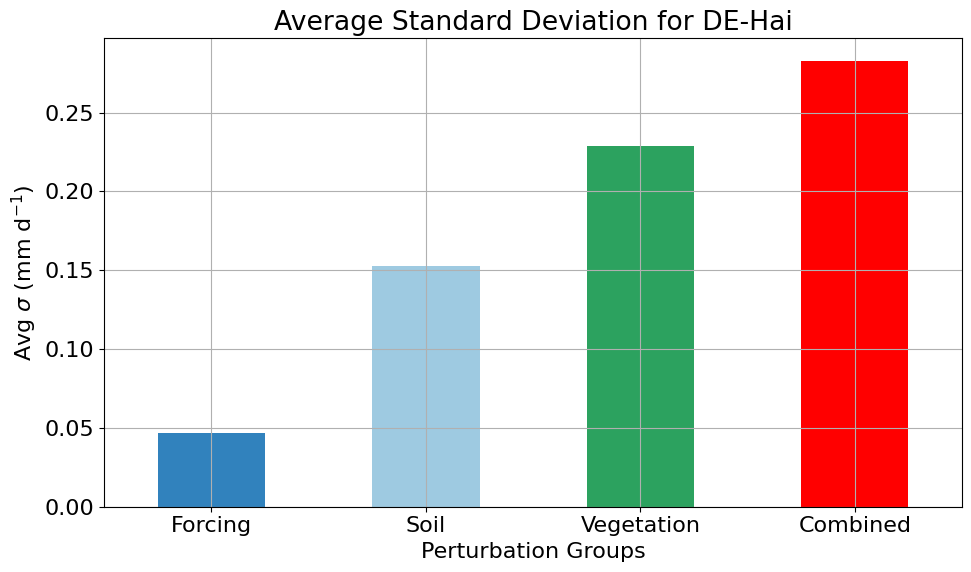 Average Standard Deviation for DE-Hai
Avg σ (mm d⁻¹)
0.25
0.20
0.15
0.10
0.05
0.00
Forcing Soil Vegetation Combined
Perturbation Groups